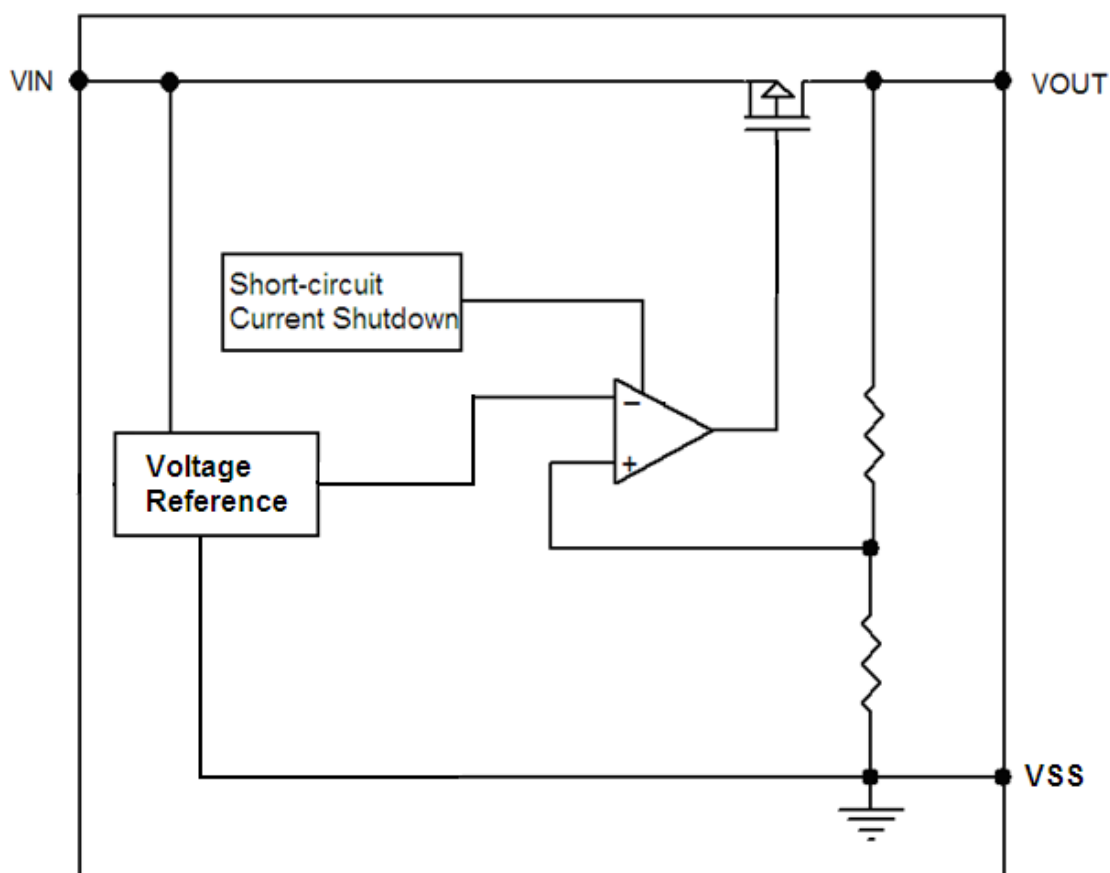 VIN
VOUT
Short-circuit
Current Shutdown
−
+
Voltage
Reference
VSS